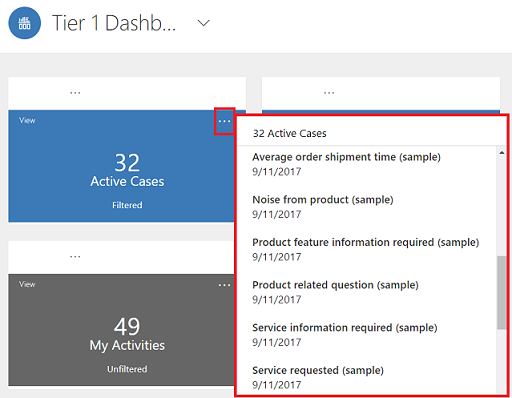 Tier 1 Dashb...
...
...
View
...
32
Active Cases
Filtered
32 Active Cases
Average order shipment time (sample)
9/11/2017
Noise from product (sample)
9/11/2017
Product feature information required (sample)
9/11/2017
Product related question (sample)
9/11/2017
Service information required (sample)
9/11/2017
Service requested (sample)
9/11/2017
...
View
...
49
My Activities
Unfiltered